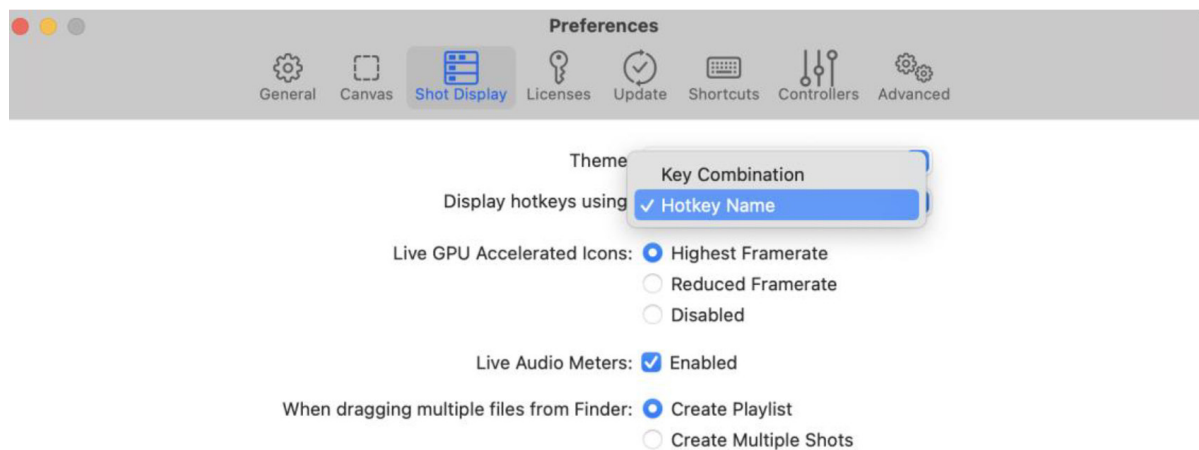 Preferences
General Canvas Shot Display Licenses Update Shortcuts Controllers Advanced
Theme
Key Combination
Display hotkeys using ✓ Hotkey Name
Live GPU Accelerated Icons: Highest Framerate
Reduced Framerate
Disabled
Live Audio Meters: Enabled
When dragging multiple files from Finder: Create Playlist
Create Multiple Shots